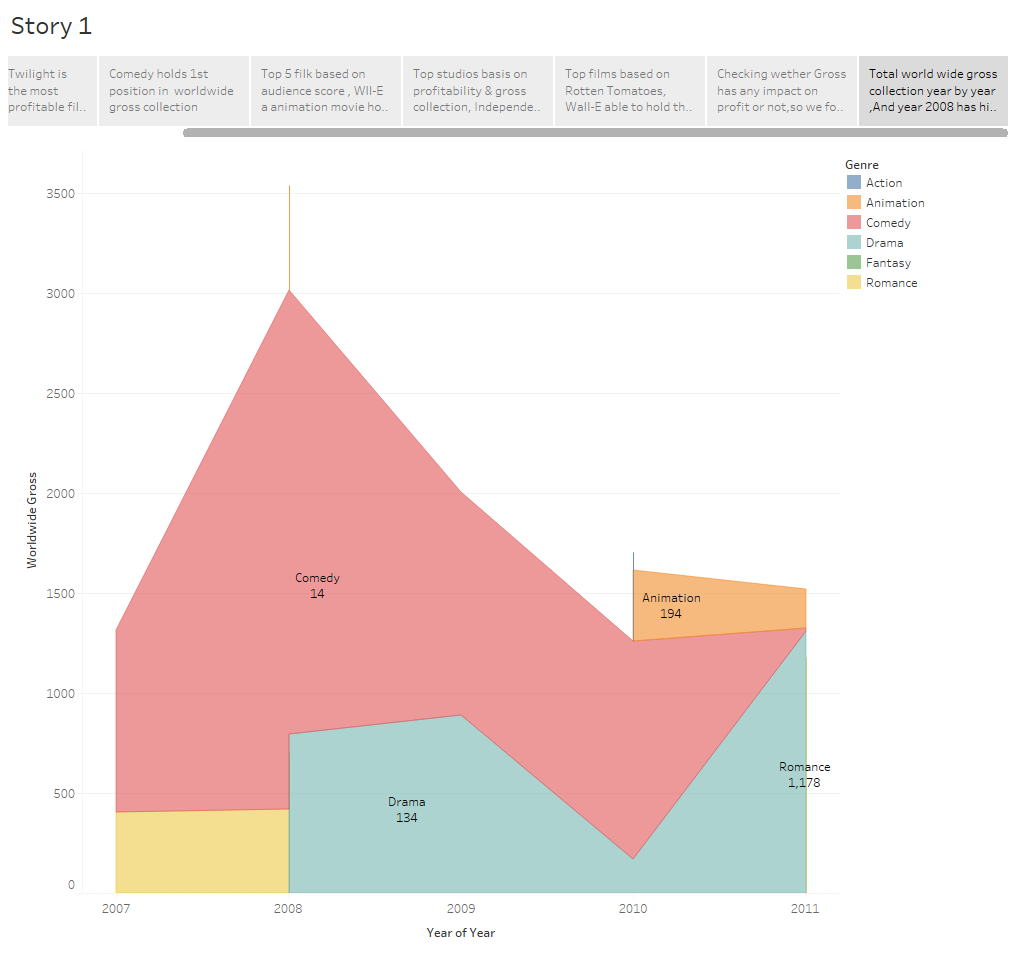 Story 1
Twilight is
the most
profitable fil..
Comedy holds 1st
position in  worldwide
gross collection
Top 5 filk based on
audience score , WIl-E
a animation movie ho..
Top studios basis on
profitability & gross
collection, Independe..
Top films based on
Rotten Tomatoes,
Wall-E able to hold th..
Checking wether Gross
has any impact on
profit or not,so we fo..
Total world wide gross
collection year by year
,And year 2008 has hi..
Genre
Action
Animation
Comedy
Drama
Fantasy
Romance
Worldwide Gross
3500
3000
2500
2000
1500
1000
500
0
Comedy
14
Animation
194
Romance
1,178
Drama
134
2007
2008
2009
2010
2011
Year of Year